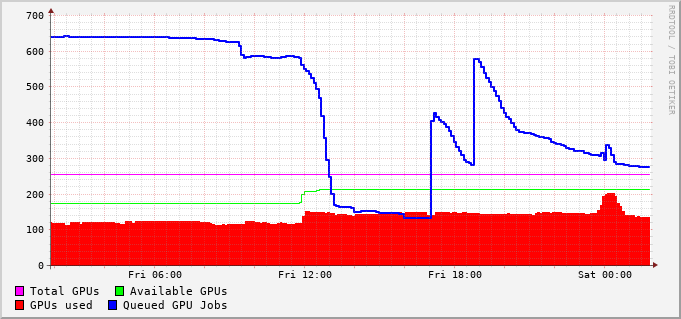 700
600
500
400
300
200
100
0
Fri 06:00 Fri 12:00 Fri 18:00 Sat 00:00
Total GPUs Available GPUs
GPUs used Queued GPU Jobs
RRDTOOL / TOBI OETIKER